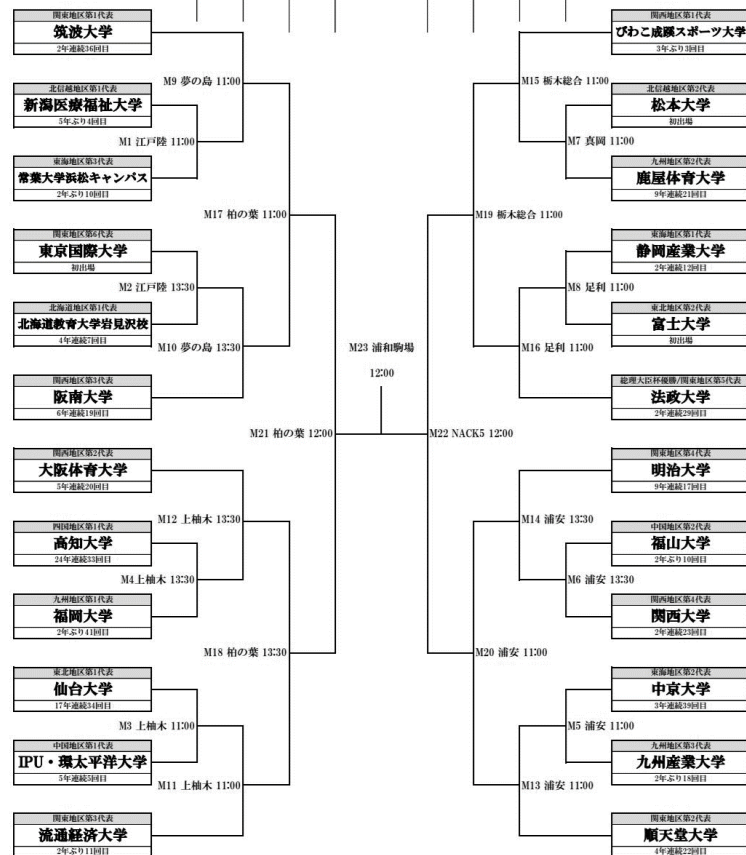 関東地区第1代表
筑波大学
2年連続36回目
M9 夢の島 11:00
北信越地区第1代表
新潟医療福祉大学
5年ぶり4回目
M1 江戸陸 11:00
東海地区第3代表
常葉大学浜松キャンパス
2年ぶり10回目
M17 柏の葉 11:00
関東地区第6代表
東京国際大学
初出場
M2 江戸陸 13:30
北海道地区第1代表
北海道教育大学岩見沢校
4年連続7回目
M10 夢の島 13:30
関西地区第3代表
阪南大学
6年連続19回目
M21 柏の葉 12:00
関西地区第2代表
大阪体育大学
5年連続20回目
M12 上柚木 13:30
四国地区第1代表
高知大学
24年連続33回目
M4上柚木 13:30
九州地区第1代表
福岡大学
2年ぶり41回目
M18 柏の葉 13:30
東北地区第1代表
仙台大学
17年連続34回目
M3 上柚木 11:00
中国地区第1代表
IPU・環太平洋大学
5年連続5回目
M11 上柚木 11:00
関東地区第3代表
流通経済大学
2年ぶり11回目
M23 浦和駒場
12:00
関西地区第1代表
びわこ成蹊スポーツ大学
3年ぶり3回目
M15 栃木総合 11:00
北信越地区第2代表
松本大学
初出場
M7 真岡 11:00
九州地区第2代表
鹿屋体育大学
9年連続21回目
M19 栃木総合 11:00
東海地区第1代表
静岡産業大学
2年連続12回目
M8 足利 11:00
東北地区第2代表
富士大学
初出場
M16 足利 11:00
総理大臣杯優勝/関東地区第5代表
法政大学
2年連続29回目
M22 NACK5 12:00
関東地区第4代表
明治大学
9年連続17回目
M14 浦安 13:30
中国地区第2代表
福山大学
2年ぶり10回目
M6 浦安 13:30
関西地区第4代表
関西大学
2年連続23回目
M20 浦安 11:00
東海地区第2代表
中京大学
3年連続39回目
M5 浦安 11:00
九州地区第3代表
九州産業大学
2年ぶり18回目
M13 浦安 11:00
関東地区第2代表
順天堂大学
4年連続22回目